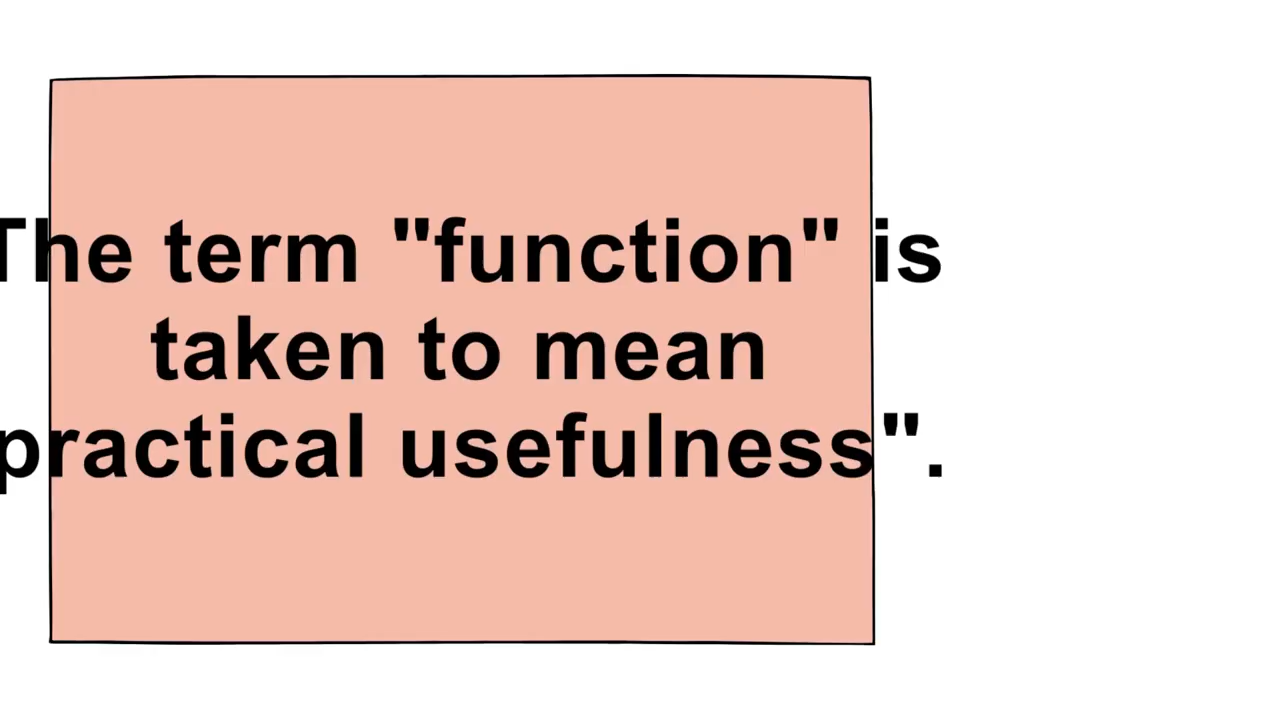 The term "function" is
taken to mean
practical usefulness".